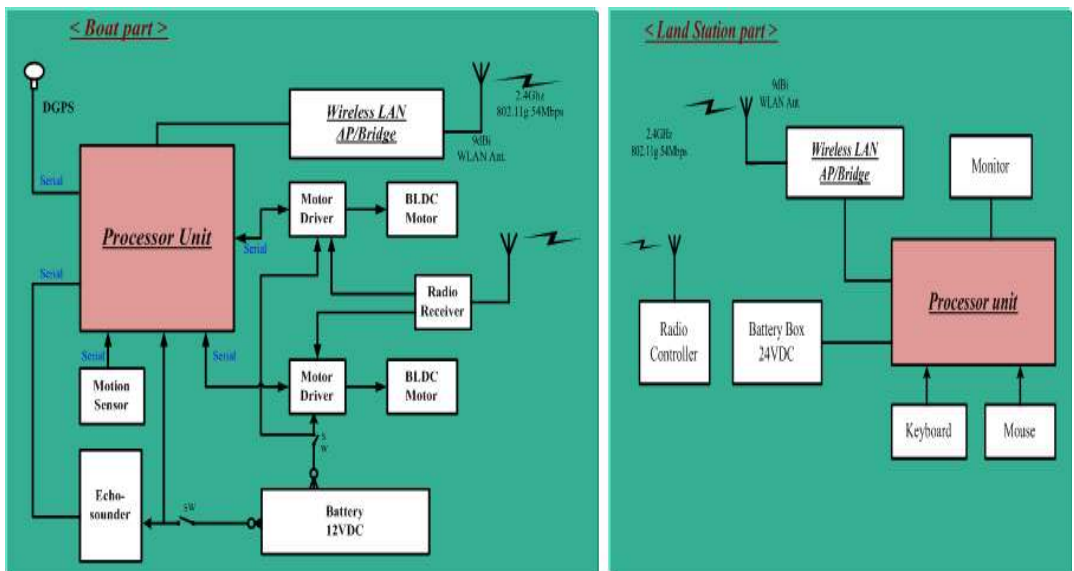 < Boat part >
DGPS
Wireless LAN
AP/Bridge
2.4Ghz
802.11g 54Mbps
9dBi
WLAN Ant.
Serial
Processor Unit
Motor
Driver
BLDC
Motor
Serial
Serial
Radio
Receiver
Serial
Serial
Motor
Driver
BLDC
Motor
Motion
Sensor
S
W
Echo-
sounder
SW
Battery
12VDC
< Land Station part >
9dBi
WLAN Ant.
2.4GHz
802.11g 54Mbps
Wireless LAN
AP/Bridge
Monitor
Processor unit
Radio
Controller
Battery Box
24VDC
Keyboard
Mouse